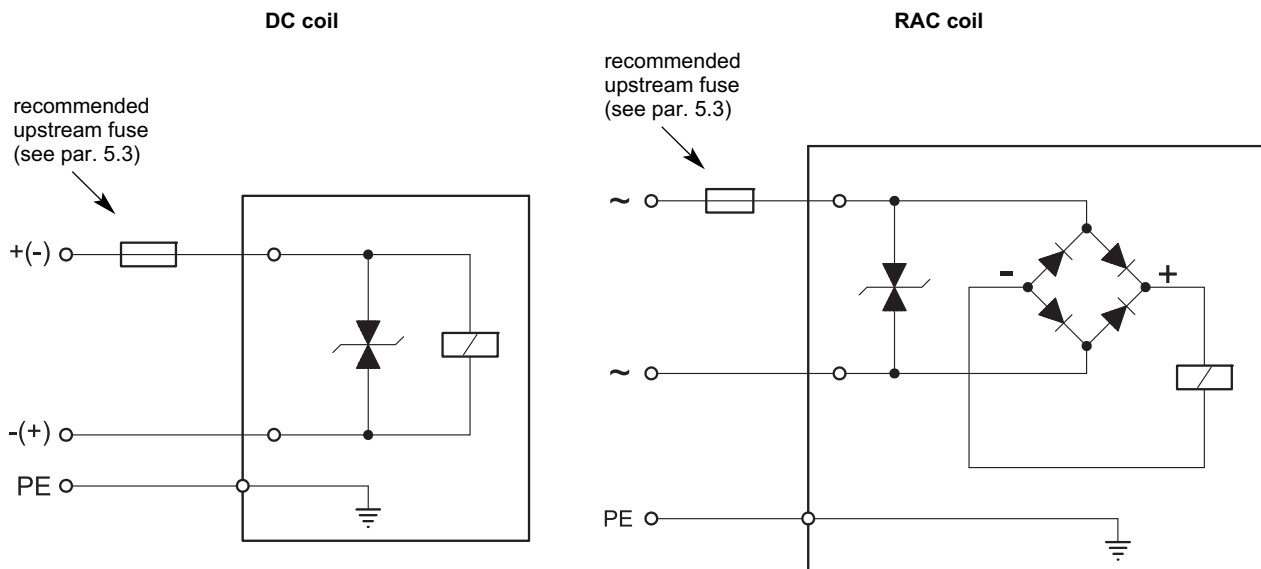 DC coil
recommended
upstream fuse
(see par. 5.3)
+(-)
-(+)
PE
RAC coil
recommended
upstream fuse
(see par. 5.3)
~
- +
~
PE